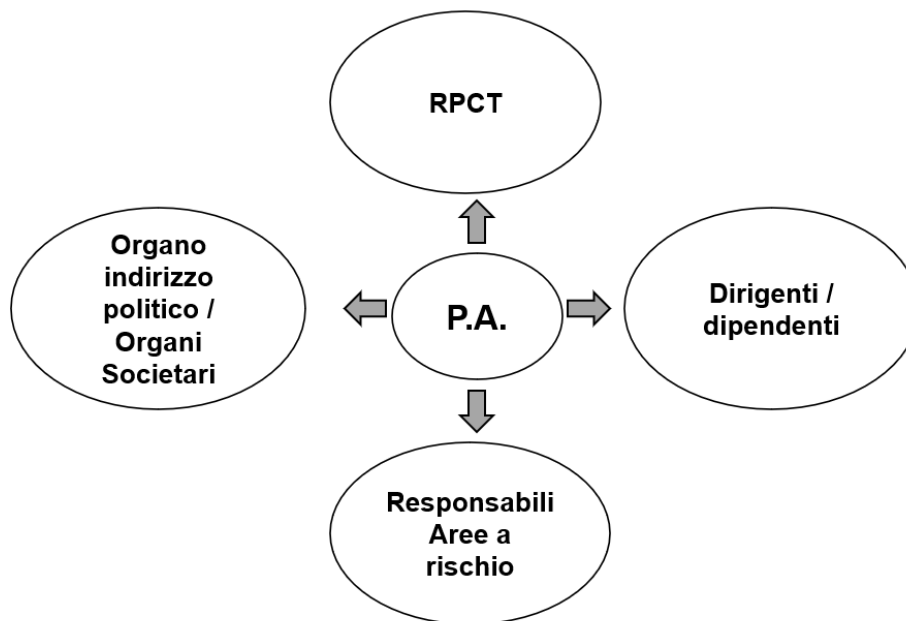 RPCT
Organo
indirizzo
politico /
Organi
Societari
P.A.
Dirigenti /
dipendenti
Responsabili
Aree a
rischio